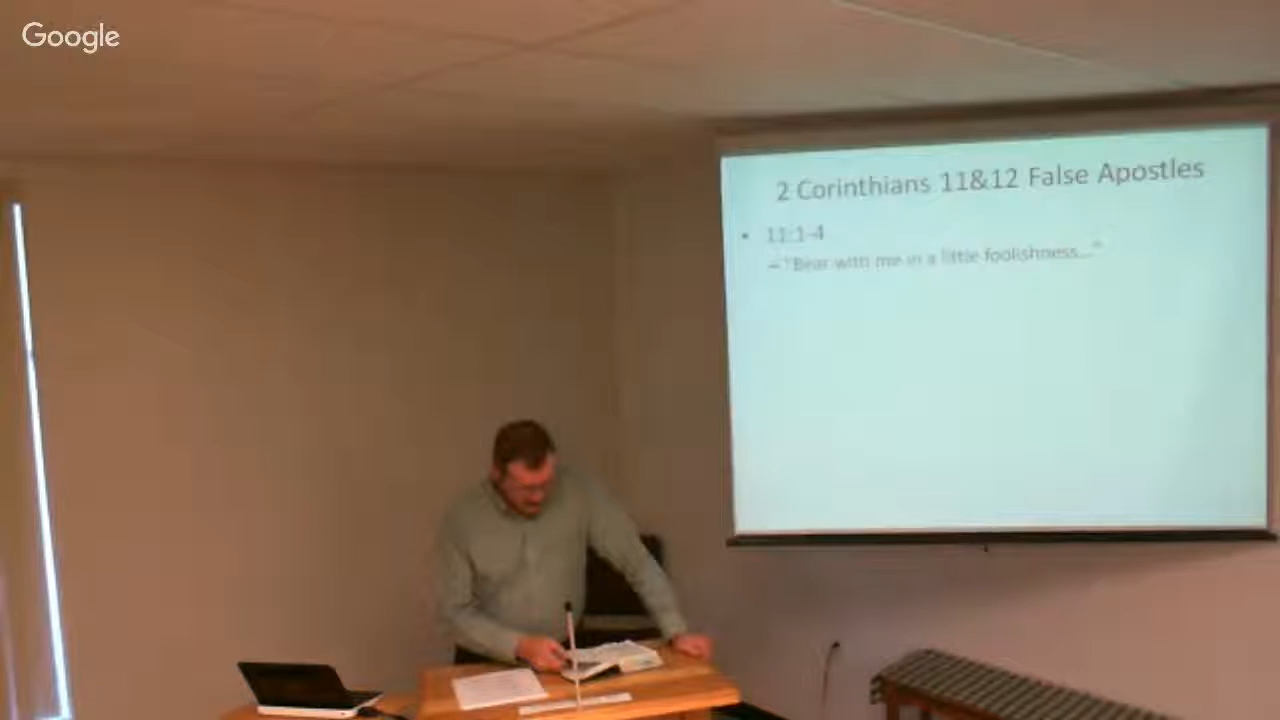 Google
2 Corinthians 11&12 False Apostles
• 11:1-4
– "Bear with me in a little foolishness..."